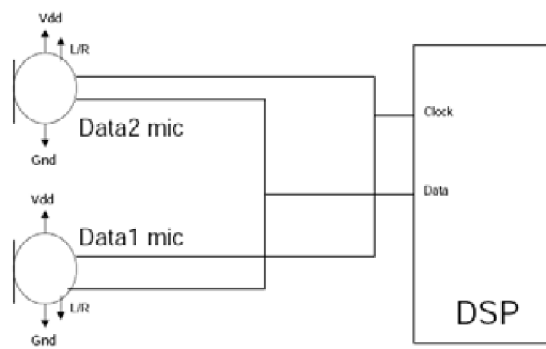 Vdd
L/R
Data2 mic
Gnd
Vdd
Data1 mic
L/R
Gnd
Clock
Data
DSP